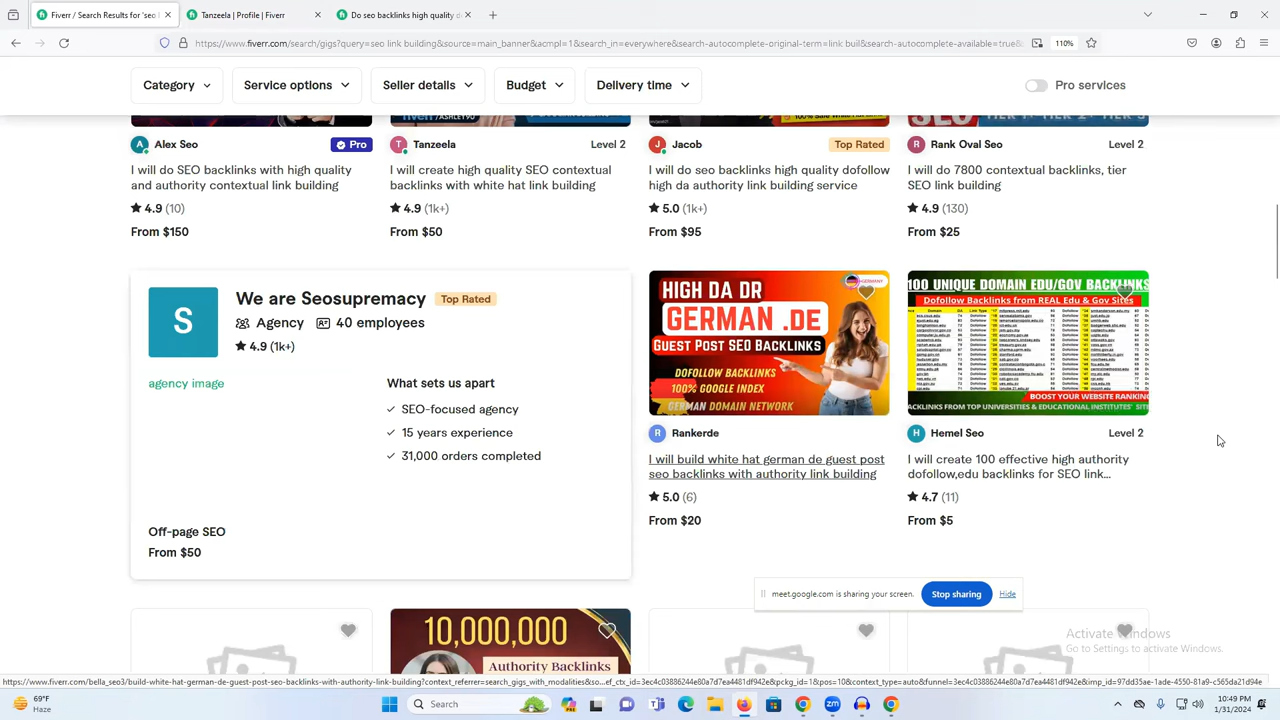 Fiverr / Search Results for 'seo l
Tanzeela | Profile | Fiverr
Do seo backlinks high quality d
https://www.fiverr.com/search/gigs?query=seo link building&source=main_banner&acmpl=1&search_in=everywhere&search-autocomplete-original-term=link buil&search-autocomplete-available=true&
110%
Category
Service options
Seller details
Budget
Delivery time
Pro services
Alex Seo
Pro
Tanzeela
Level 2
Jacob
Top Rated
Rank Oval Seo
Level 2
I will do SEO backlinks with high quality
and authority contextual link building
I will create high quality SEO contextual
backlinks with white hat link building
I will do seo backlinks high quality dofollow
high da authority link building service
I will do 7800 contextual backlinks, tier
SEO link building
4.9 (10)
4.9 (1k+)
5.0 (1k+)
4.9 (130)
From $150
From $50
From $95
From $25
S
We are Seosupremacy
Top Rated
40 employees
4.9 (1k+)
agency image
What sets us apart
SEO-focused agency
15 years experience
31,000 orders completed
Off-page SEO
From $50
HIGH DA DR
GERMANY
GERMAN .DE
GUEST POST SEO BACKLINKS
DOFOLLOW BACKLINKS
100% GOOGLE INDEX
GERMAN DOMAIN NETWORK
R
Rankerde
I will build white hat german de guest post
seo backlinks with authority link building
5.0 (6)
From $20
100 UNIQUE DOMAIN EDU/GOV BACKLINKS
Dofollow Backlinks from REAL Edu & Gov Sites
BOOST YOUR WEBSITE RANKING
BACKLINKS FROM TOP UNIVERSITIES & EDUCATIONAL INSTITUTES' SIT
H
Hemel Seo
Level 2
I will create 100 effective high authority
dofollow,edu backlinks for SEO link...
4.7 (11)
From $5
meet.google.com is sharing your screen.
Stop sharing
Hide
10,000,000
Authority Backlinks
Activate Windows
Go to Settings to activate Windows.
69°F
Haze
Search
10:49 PM
1/31/2024